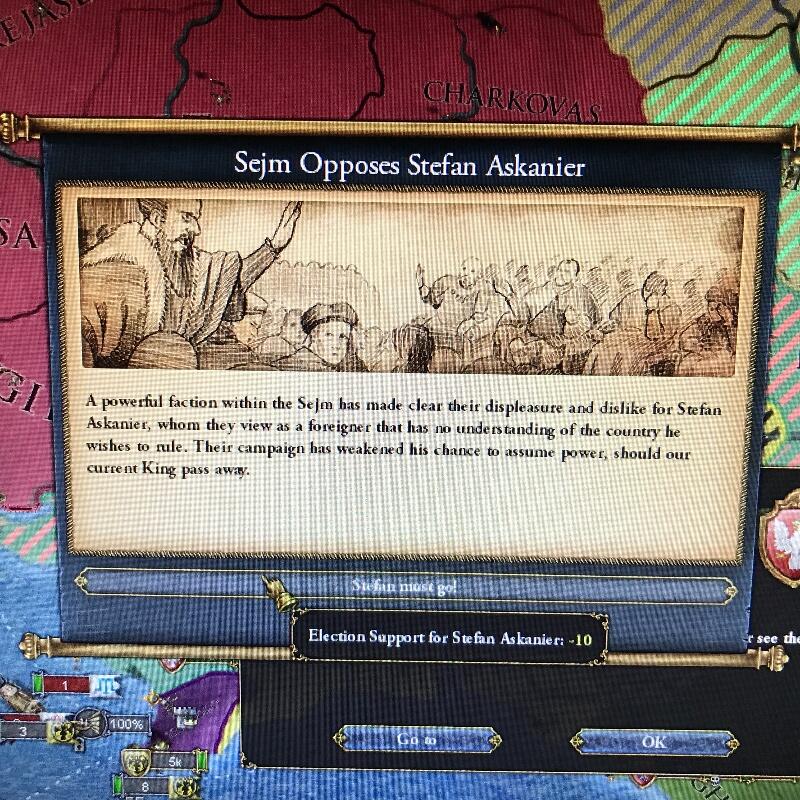 CHARKOVAS
Sejm Opposes Stefan Askanier
SA
A powerful faction within the Sejm has made clear their displeasure and dislike for Stefan
Askanier, whom they view as a foreigner that has no understanding of the country he
wishes to rule. Their campaign has weakened his chance to assume power, should our
current King pass away.
Stefan must go!
Election Support for Stefan Askanier: -10
see the
1
100%
3
5k
8
Go to
OK